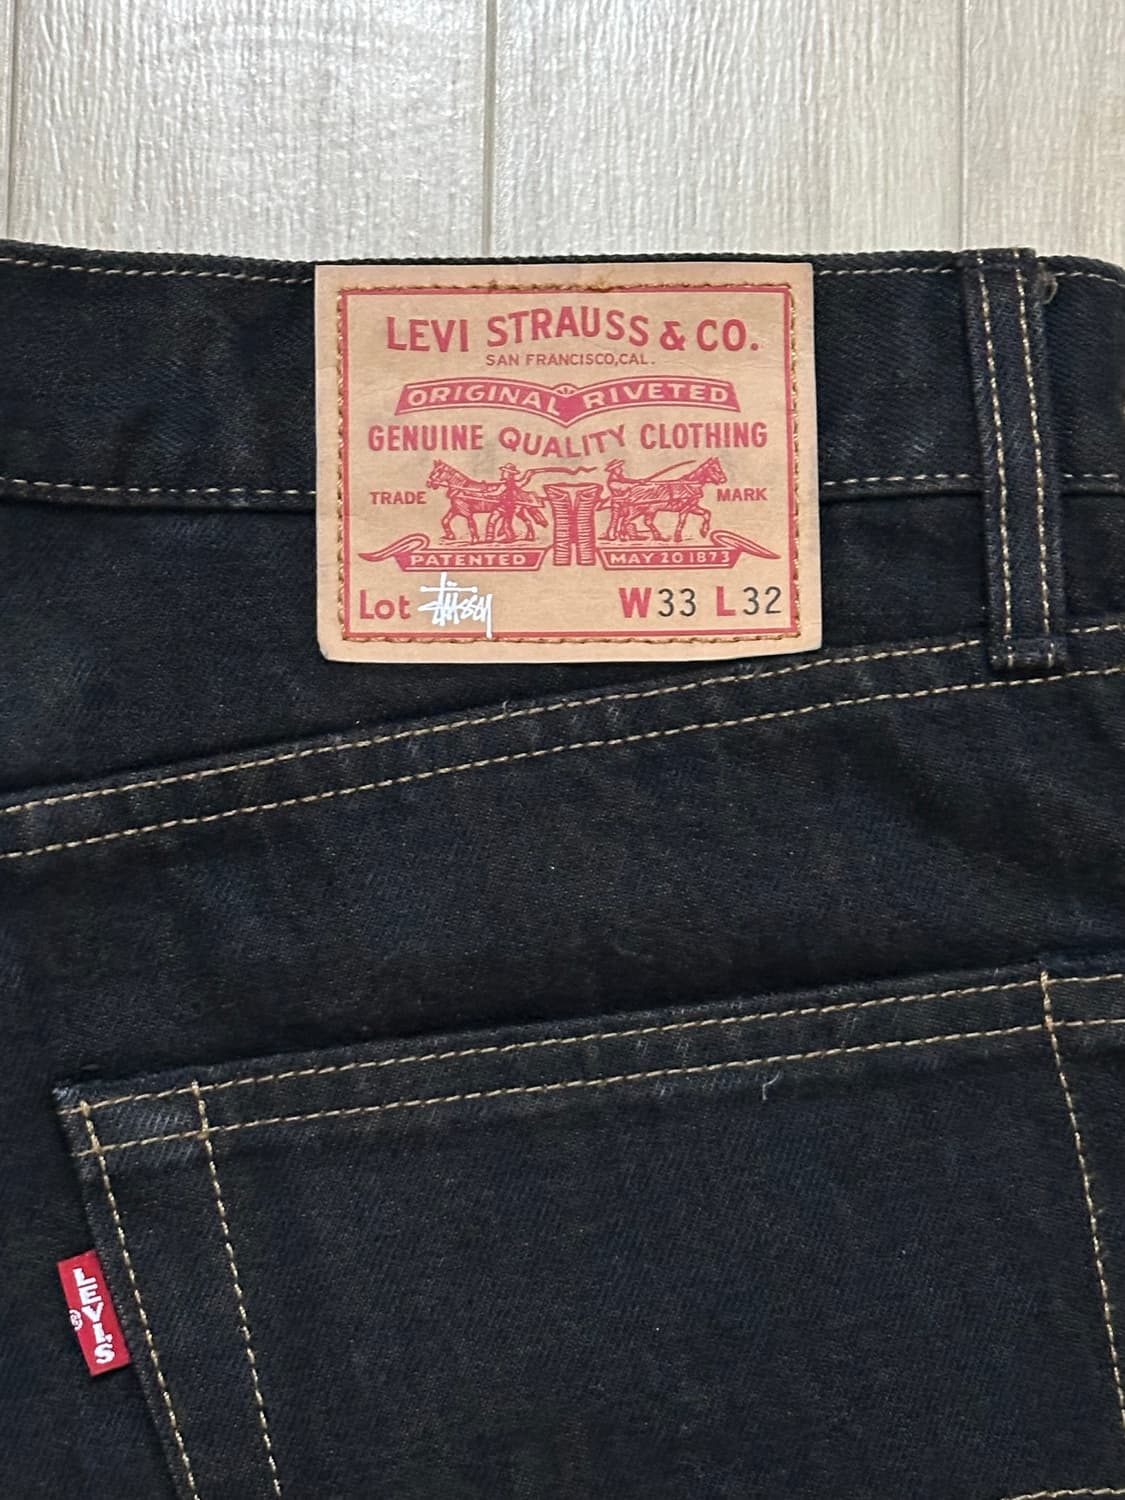 LEVI STRAUSS & CO.
SAN FRANCISCO, CAL.
ORIGINAL RIVETED
GENUINE QUALITY CLOTHING
TRADE MARK
PATENTED MAY 20 1873
Lot Stüssy W33 L32
LEVI'S ®